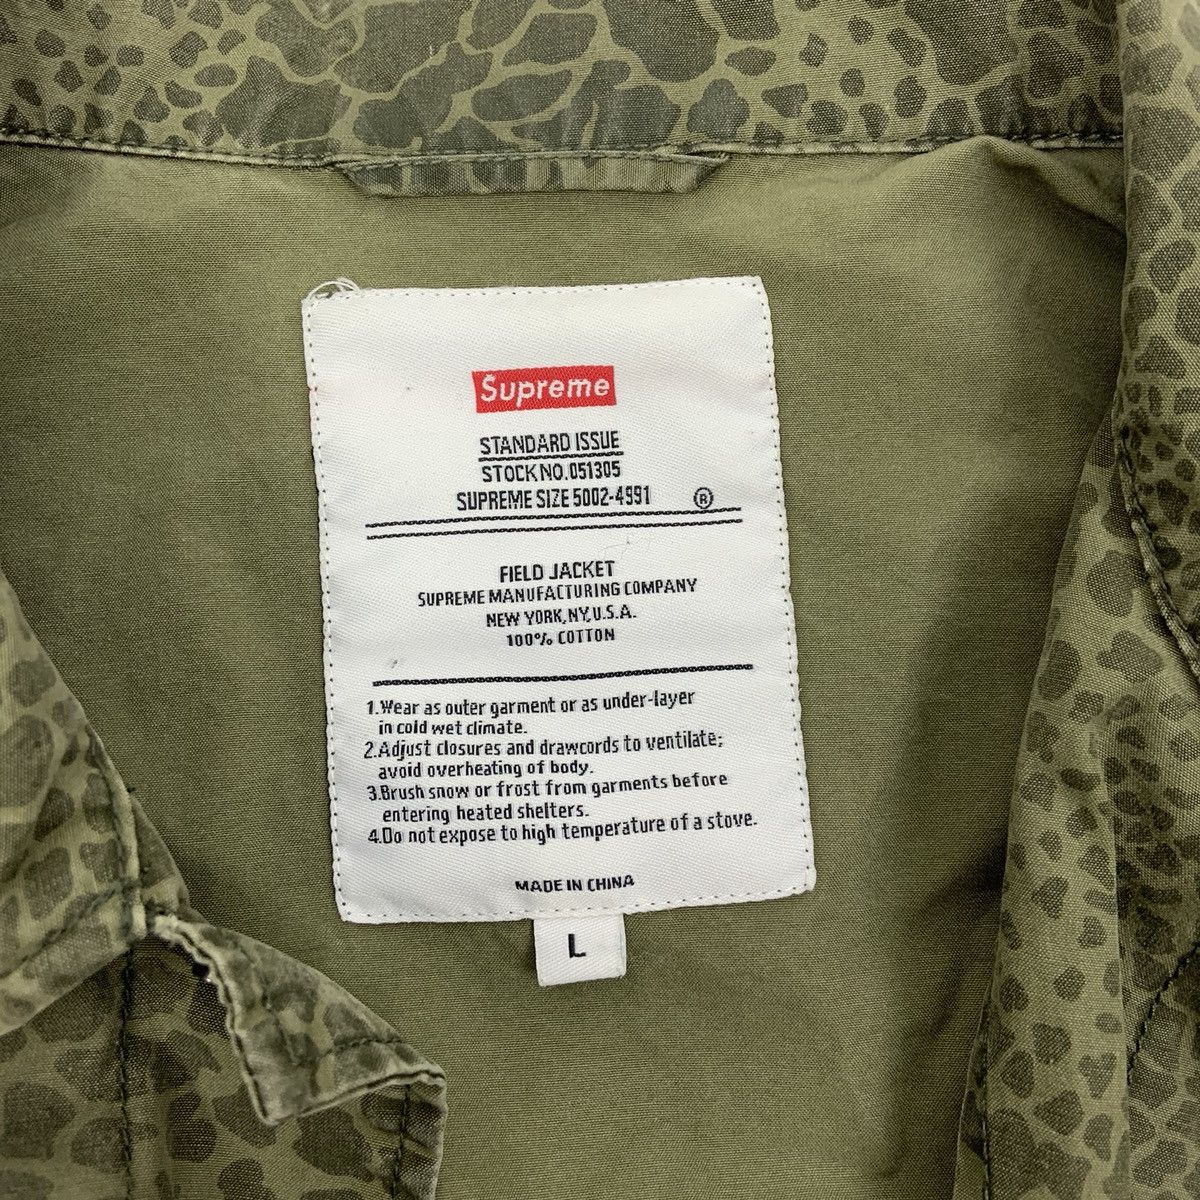 Supreme
STANDARD ISSUE
STOCK NO.051305
SUPREME SIZE 5002-4991 ®
FIELD JACKET
SUPREME MANUFACTURING COMPANY
NEW YORK,NY,U.S.A.
100% COTTON
1.Wear as outer garment or as under-layer
in cold wet climate.
2.Adjust closures and drawcords to ventilate;
avoid overheating of body.
3.Brush snow or frost from garments before
entering heated shelters.
4.Do not expose to high temperature of a stove.
MADE IN CHINA
L